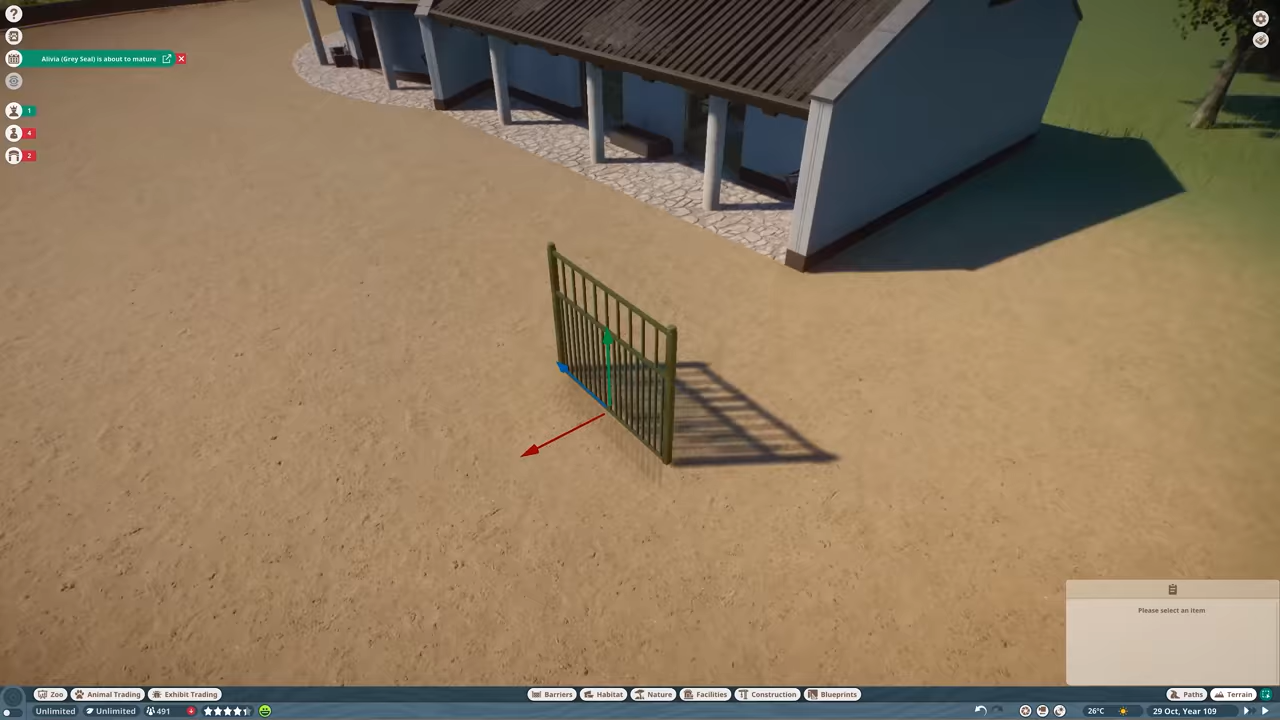 ?
Alivia (Grey Seal) is about to mature
1
4
2
Please select an item
Zoo
Animal Trading
Exhibit Trading
Barriers
Habitat
Nature
Facilities
Construction
Blueprints
Paths
Terrain
Unlimited
Unlimited
491
26°C
29 Oct, Year 109